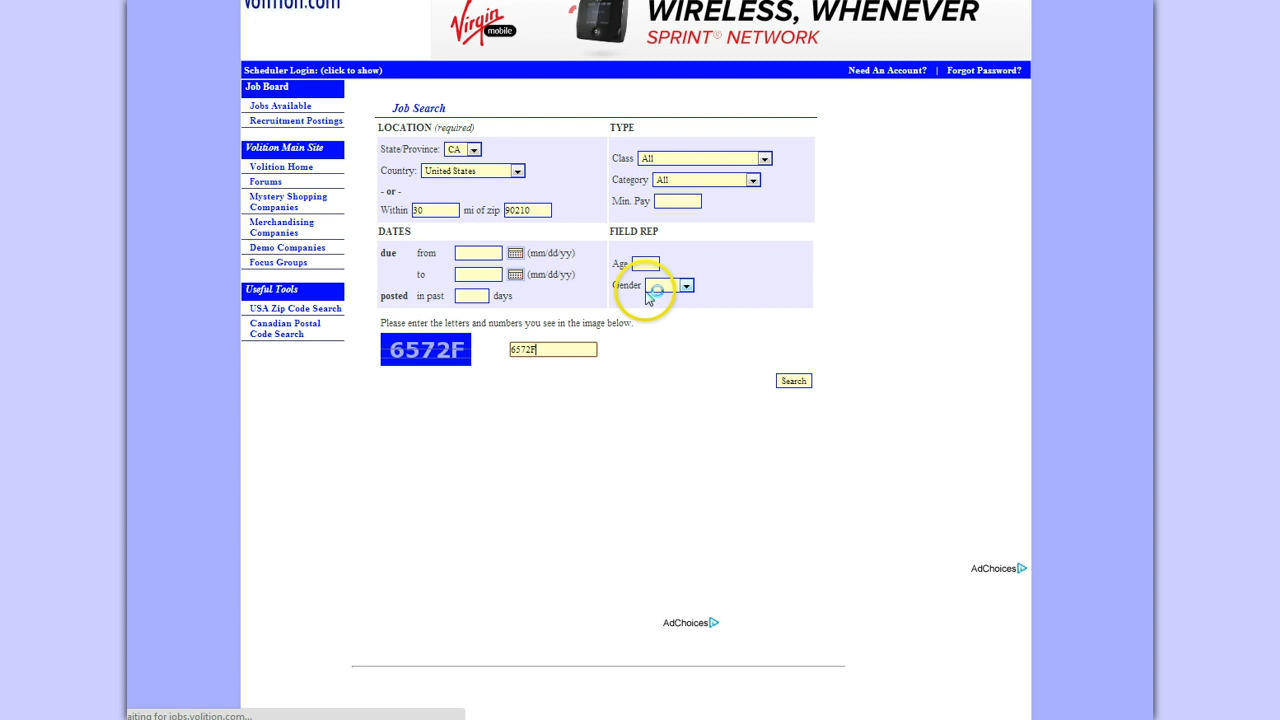 volition.com
Virgin
mobile
WIRELESS, WHENEVER
SPRINT® NETWORK
Scheduler Login: (click to show)
Need An Account? | Forgot Password?
Job Board
Jobs Available
Recruitment Postings
Volition Main Site
Volition Home
Forums
Mystery Shopping
Companies
Merchandising
Companies
Demo Companies
Focus Groups
Useful Tools
USA Zip Code Search
Canadian Postal
Code Search
Job Search
LOCATION (required)
State/Province: CA
Country: United States
- or -
Within 30 mi of zip 90210
TYPE
Class All
Category All
Min. Pay
DATES
due from (mm/dd/yy)
to (mm/dd/yy)
posted in past days
FIELD REP
Age
Gender
Please enter the letters and numbers you see in the image below.
6572F
6572F
Search
AdChoices
AdChoices
aiting for jobs.volition.com...